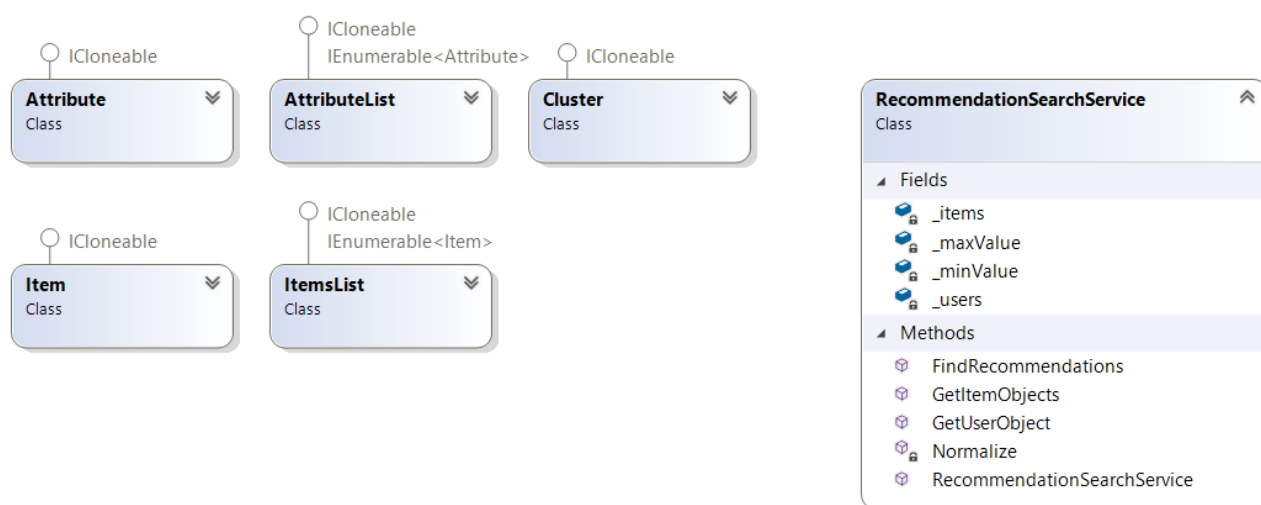 ICloneable
Attribute
Class
ICloneable
IEnumerable<Attribute>
AttributeList
Class
ICloneable
Cluster
Class
ICloneable
Item
Class
ICloneable
IEnumerable<Item>
ItemsList
Class
RecommendationSearchService
Class
Fields
_items
_maxValue
_minValue
_users
Methods
FindRecommendations
GetItemObjects
GetUserObject
Normalize
RecommendationSearchService